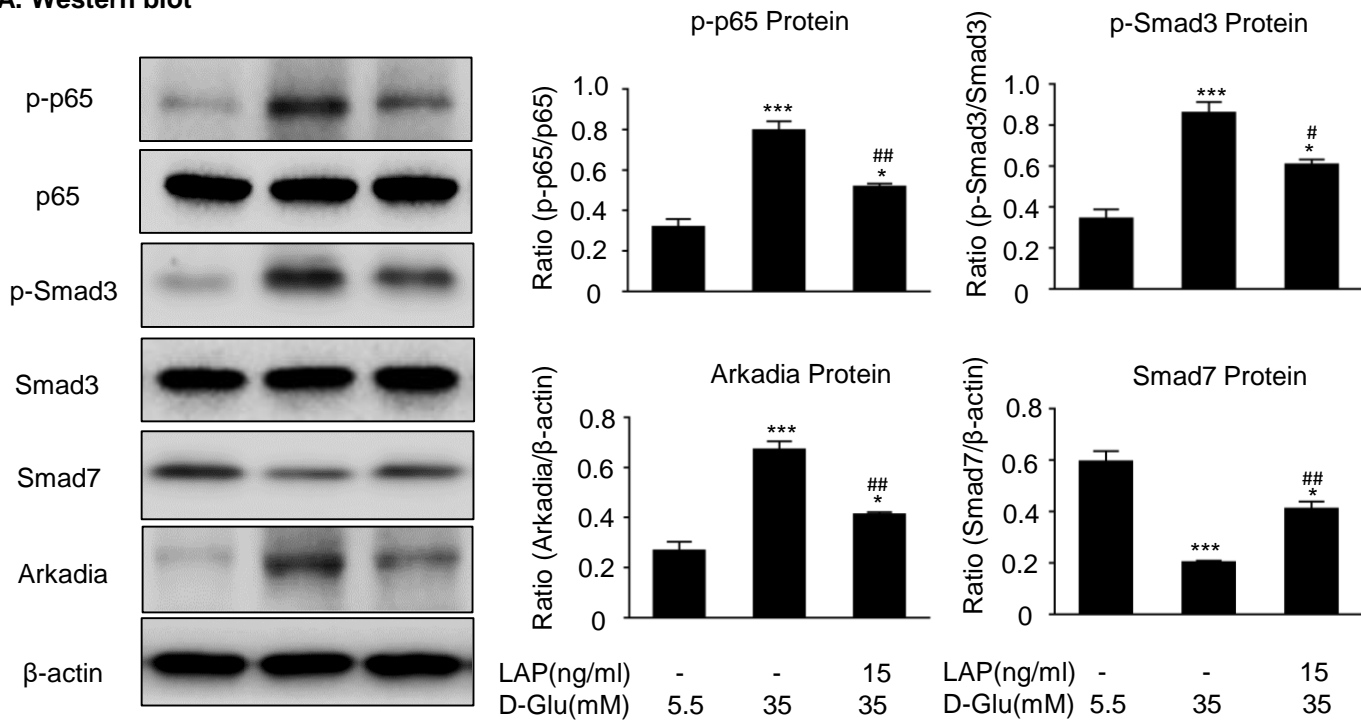 A. Western blot
p-p65
p65
p-Smad3
Smad3
Smad7
Arkadia
β-actin
p-p65 Protein
Ratio (p-p65/p65)
1.0
0.8
0.6
0.4
0.2
0
***
##
*
p-Smad3 Protein
Ratio (p-Smad3/Smad3)
1.0
0.8
0.6
0.4
0.2
0
***
#
*
Arkadia Protein
Ratio (Arkadia/β-actin)
0.8
0.6
0.4
0.2
0
***
##
*
LAP(ng/ml) - - 15
D-Glu(mM) 5.5 35 35
Smad7 Protein
Ratio (Smad7/β-actin)
0.8
0.6
0.4
0.2
0
***
##
*
LAP(ng/ml) - - 15
D-Glu(mM) 5.5 35 35